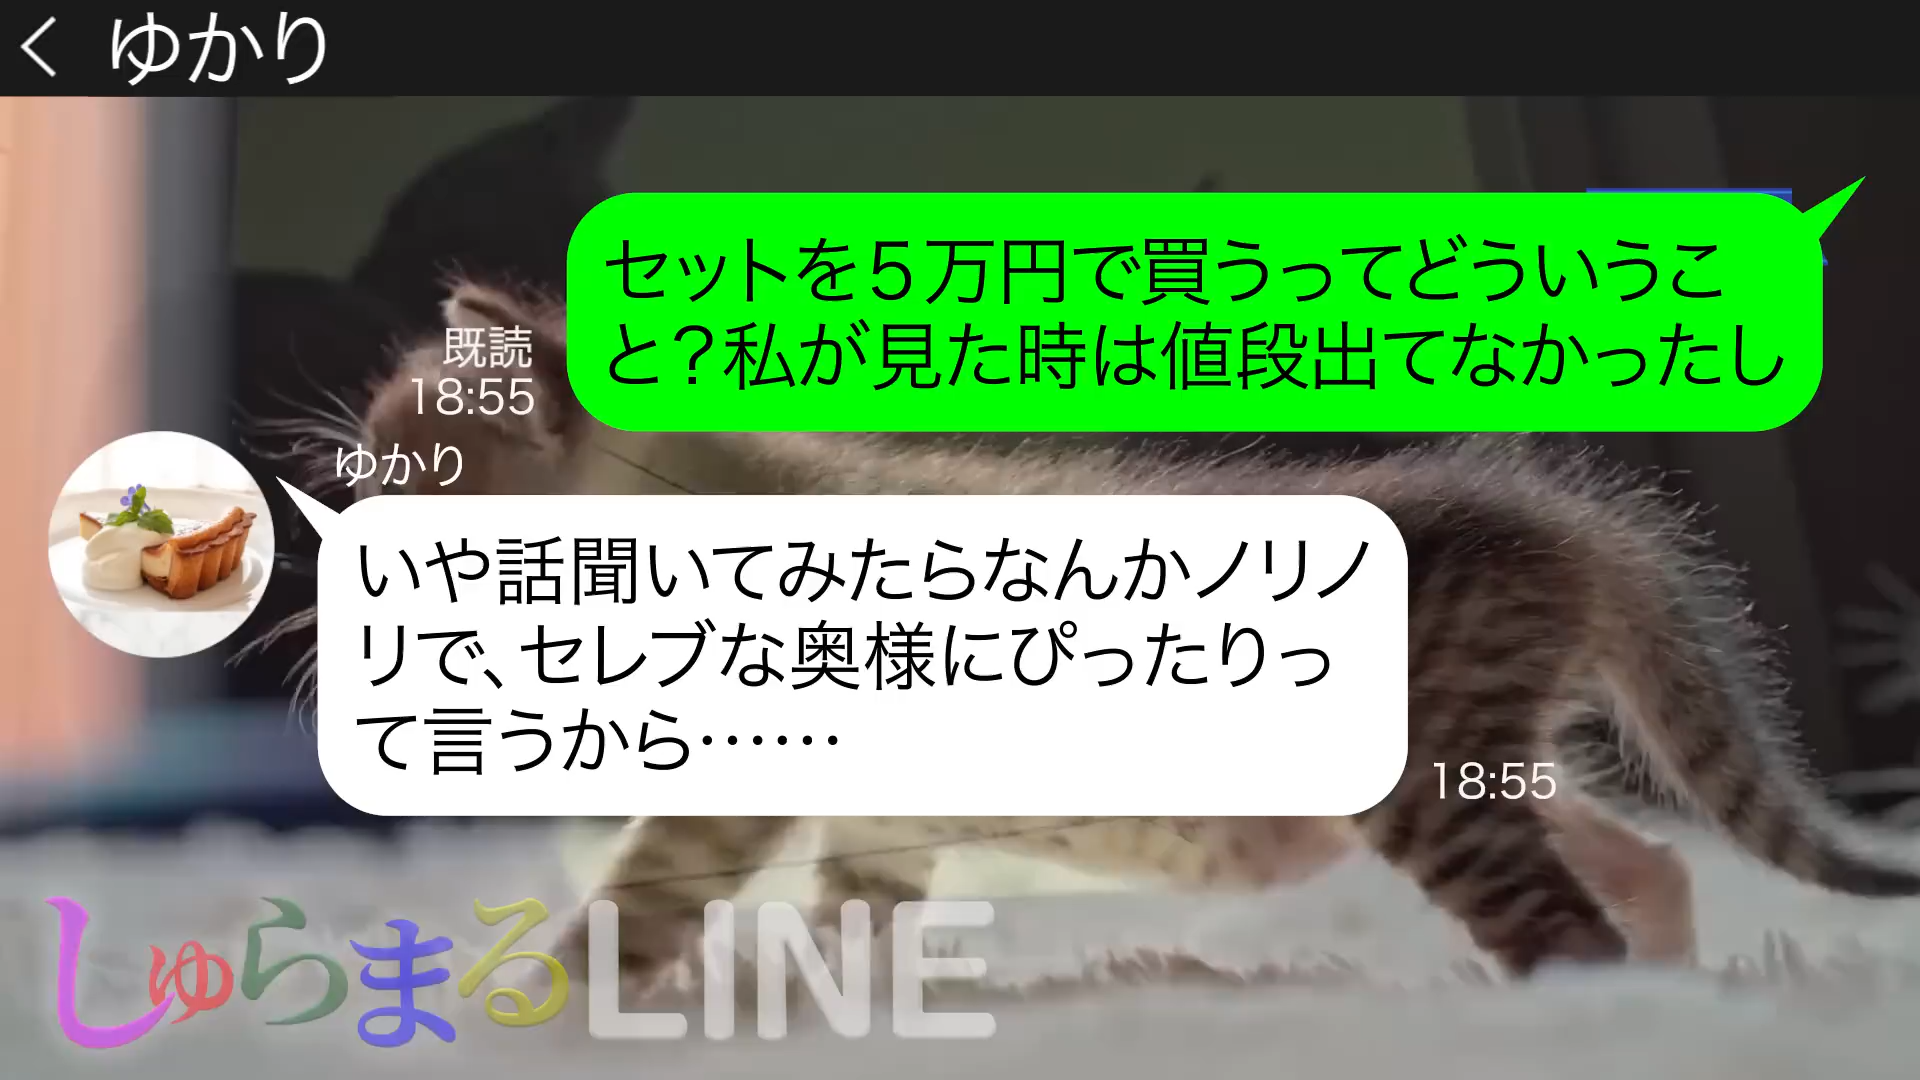 ゆかり
セットを５万円で買うってどういうこ
と？私が見た時は値段出てなかったし
既読
18:55
ゆかり
いや話聞いてみたらなんかノリノ
リで、セレブな奥様にぴったりっ
て言うから……
18:55
しゅらまるLINE